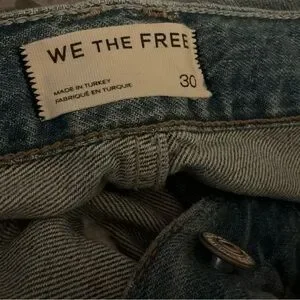 WE THE FREE
30
MADE IN TURKEY
FABRIQUÉ EN TURQUIE